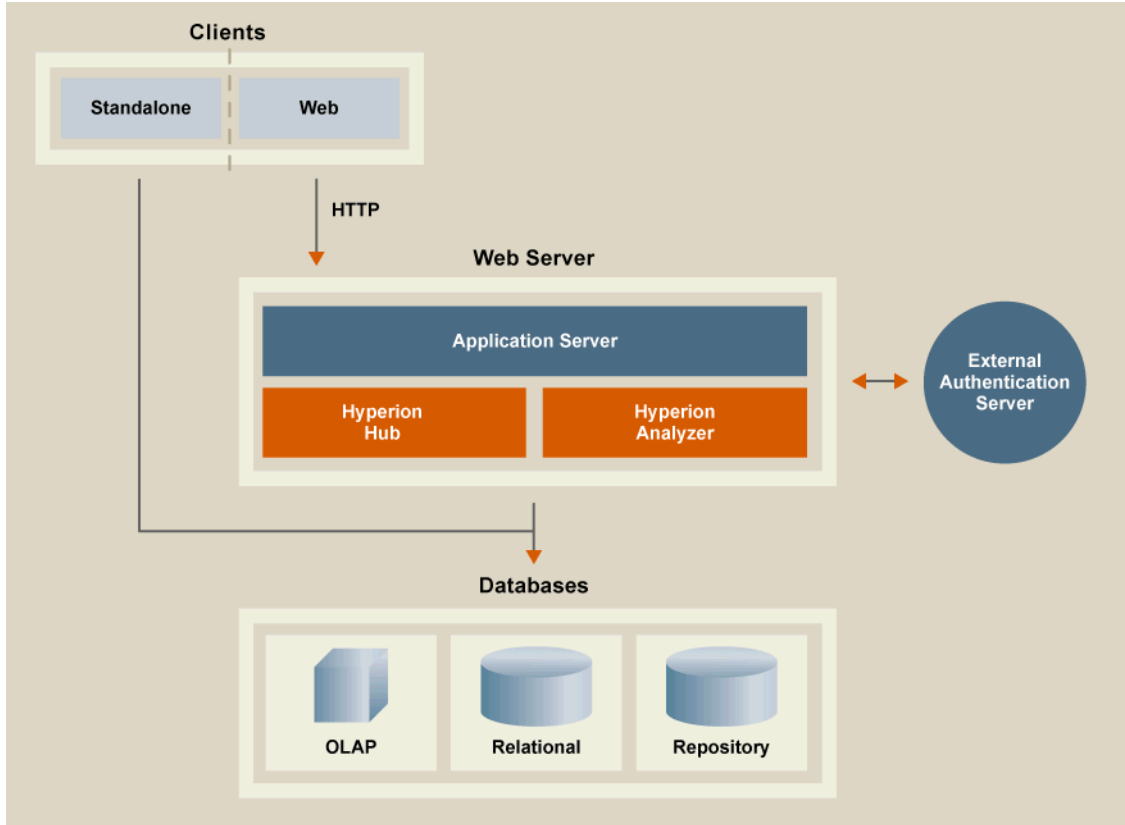 Clients
Standalone
Web
HTTP
Web Server
Application Server
Hyperion
Hub
Hyperion
Analyzer
External
Authentication
Server
Databases
OLAP
Relational
Repository